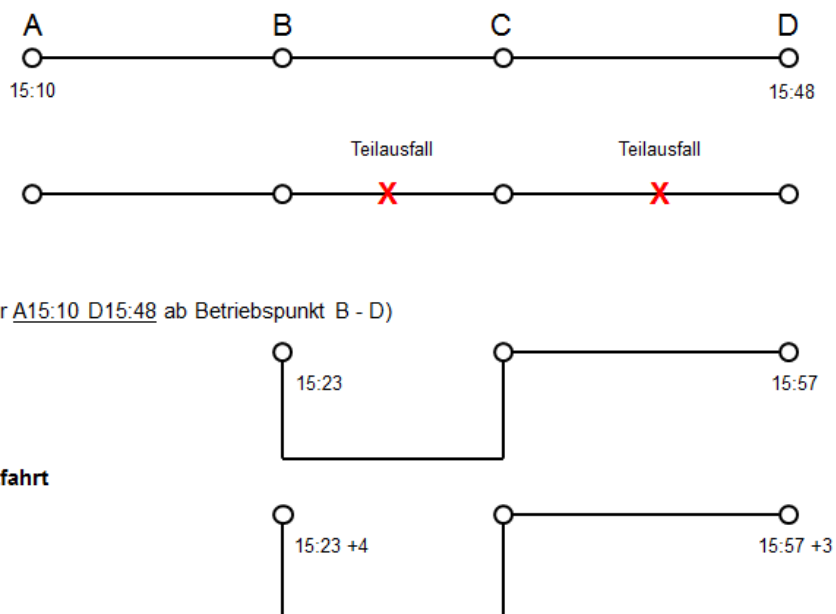 A B C D
15:10 15:48
Teilausfall Teilausfall
X X
r A15:10 D15:48 ab Betriebspunkt B - D)
15:23 15:57
fahrt
15:23 +4 15:57 +3